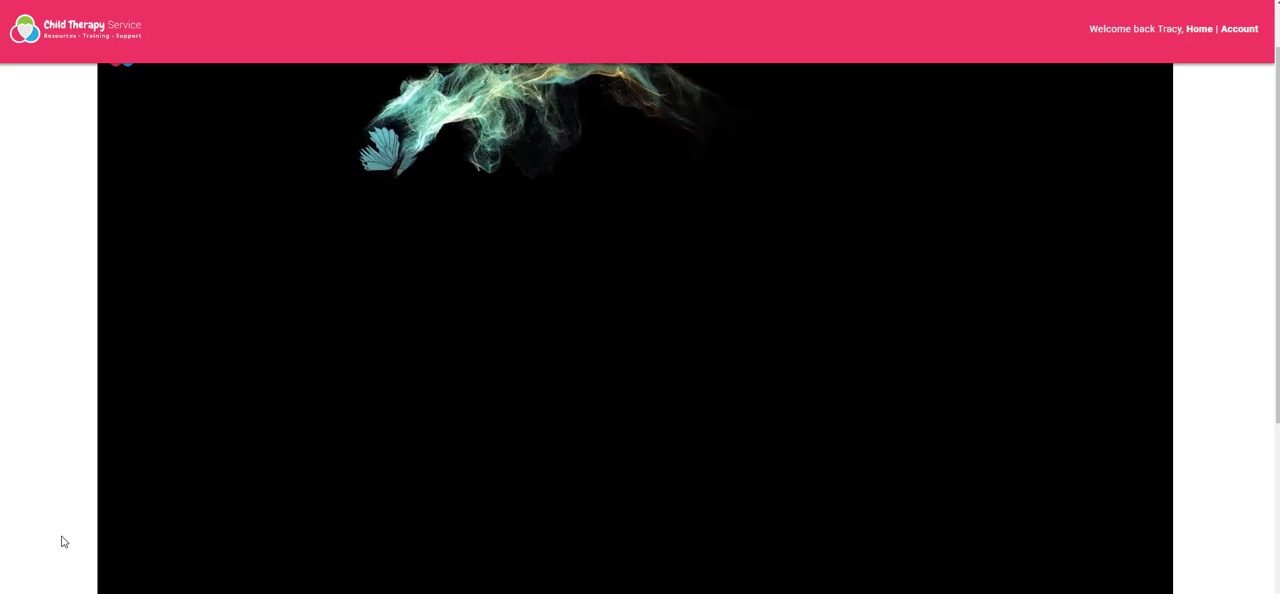 Child Therapy Service
Resources - Training - Support
Welcome back Tracy, Home | Account